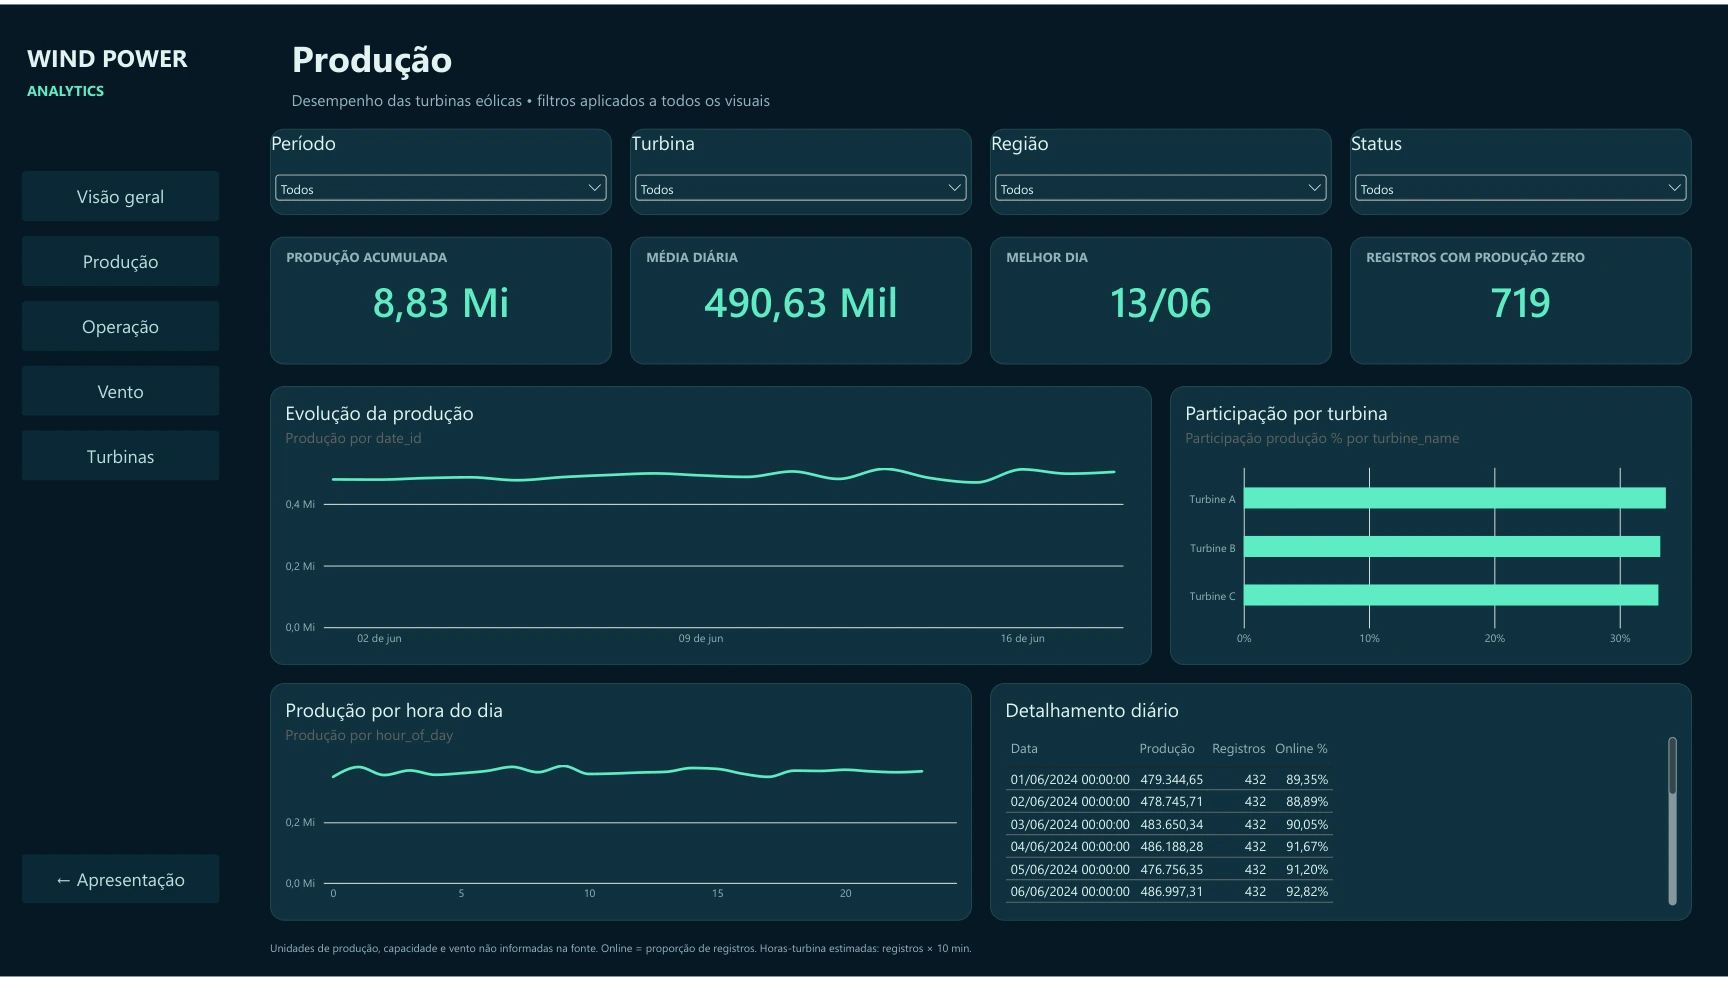 WIND POWER
ANALYTICS
Visão geral
Produção
Operação
Vento
Turbinas
← Apresentação
Produção
Desempenho das turbinas eólicas • filtros aplicados a todos os visuais
Período
Todos
Turbina
Todos
Região
Todos
Status
Todos
PRODUÇÃO ACUMULADA
8,83 Mi
MÉDIA DIÁRIA
490,63 Mil
MELHOR DIA
13/06
REGISTROS COM PRODUÇÃO ZERO
719
Evolução da produção
Produção por date_id
0,4 Mi
0,2 Mi
0,0 Mi
02 de jun 09 de jun 16 de jun
Participação por turbina
Participação produção % por turbine_name
Turbine A
Turbine B
Turbine C
0% 10% 20% 30%
Produção por hora do dia
Produção por hour_of_day
0,2 Mi
0,0 Mi
0 5 10 15 20
Detalhamento diário
Data Produção Registros Online %
01/06/2024 00:00:00 479.344,65 432 89,35%
02/06/2024 00:00:00 478.745,71 432 88,89%
03/06/2024 00:00:00 483.650,34 432 90,05%
04/06/2024 00:00:00 486.188,28 432 91,67%
05/06/2024 00:00:00 476.756,35 432 91,20%
06/06/2024 00:00:00 486.997,31 432 92,82%
Unidades de produção, capacidade e vento não informadas na fonte. Online = proporção de registros. Horas-turbina estimadas: registros × 10 min.